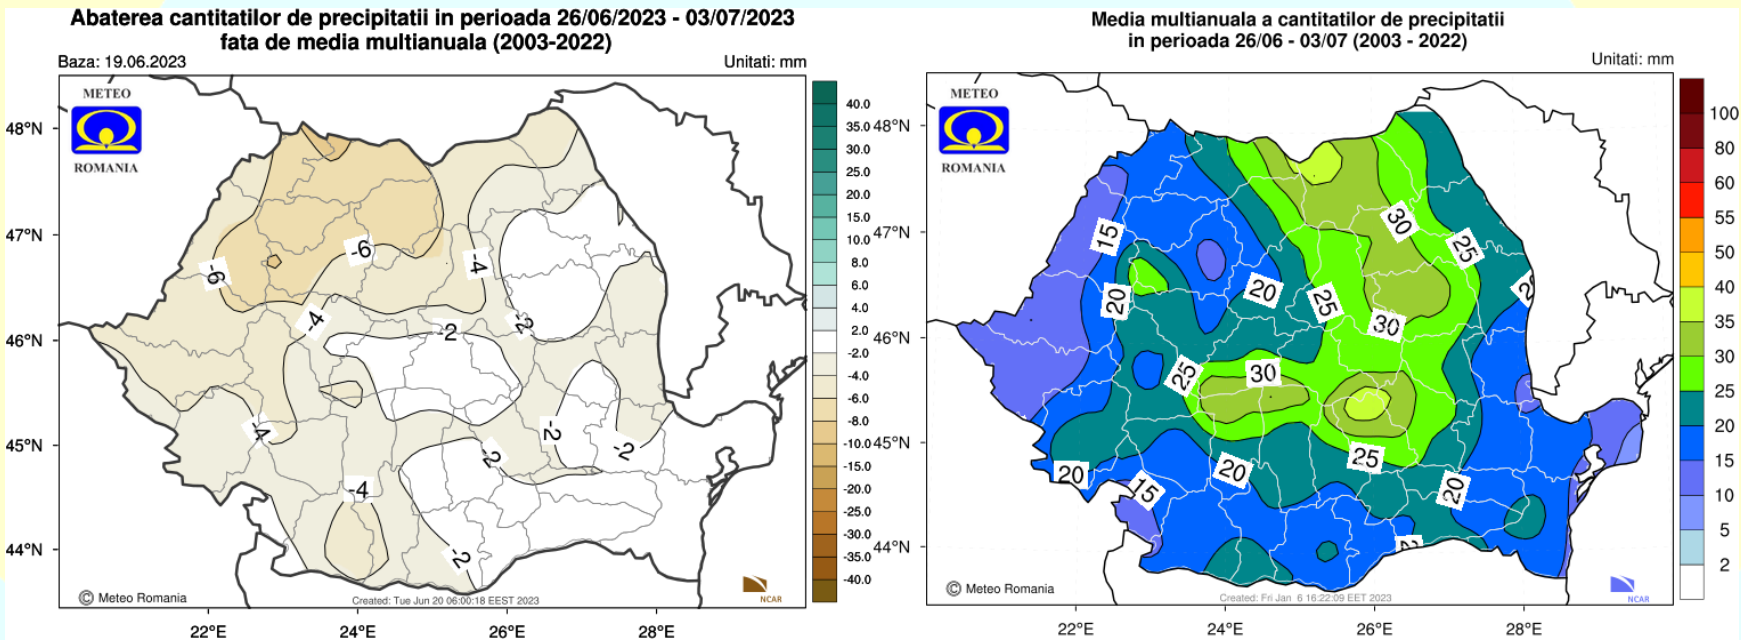 Abaterea cantitatilor de precipitatii in perioada 26/06/2023 - 03/07/2023
fata de media multianuala (2003-2022)
Baza: 19.06.2023
Unitati: mm
METEO
ROMANIA
48°N
47°N
46°N
45°N
44°N
-6
-6
-4
-4
-2
-2
-4
-2
-2
-2
-4
-2
40.0
35.0
30.0
25.0
20.0
15.0
10.0
8.0
6.0
4.0
2.0
-2.0
-4.0
-6.0
-8.0
-10.0
-15.0
-20.0
-25.0
-30.0
-35.0
-40.0
© Meteo Romania
Created: Tue Jun 20 06:00:18 EEST 2023
NCAR
22°E
24°E
26°E
28°E
Media multianuala a cantitatilor de precipitatii
in perioada 26/06 - 03/07 (2003 - 2022)
Unitati: mm
METEO
ROMANIA
48°N
47°N
46°N
45°N
44°N
30
15
25
20
20
25
30
25
30
25
20
20
15
20
100
80
60
55
50
40
35
30
25
20
15
10
5
2
© Meteo Romania
Created: Fri Jan 6 16:22:09 EET 2023
NCAR
22°E
24°E
26°E
28°E